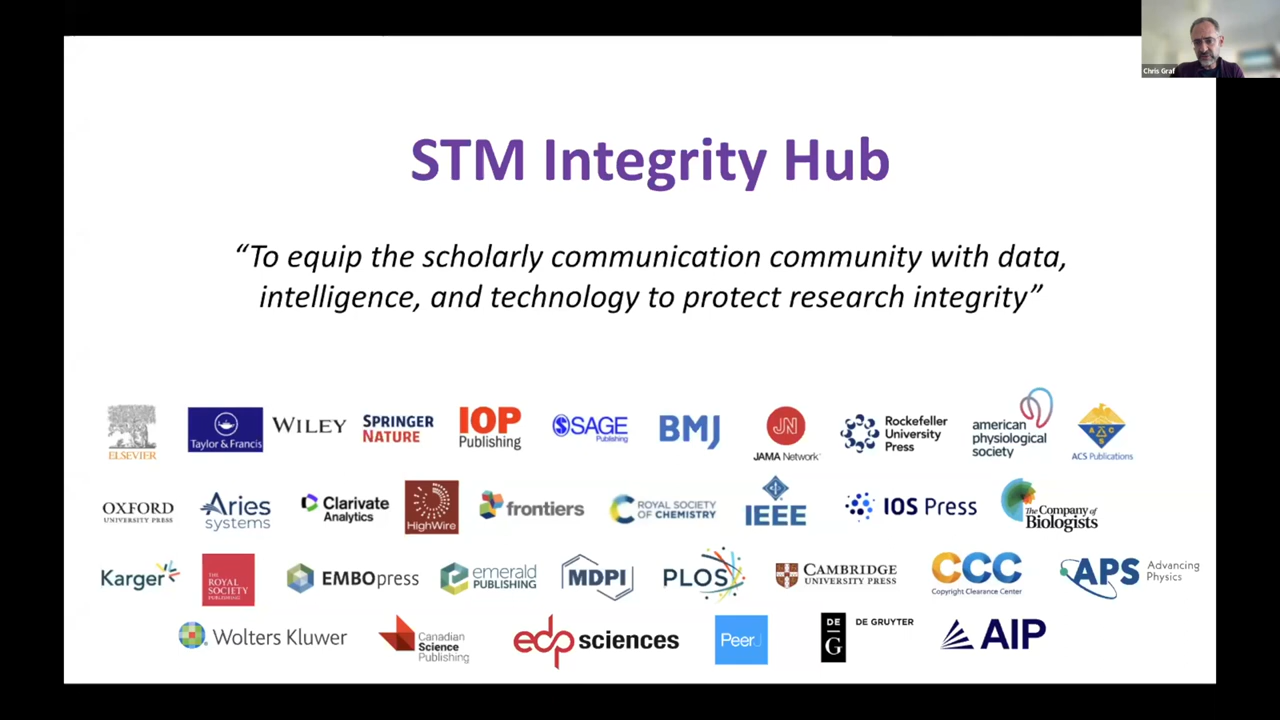 Chris Graf
STM Integrity Hub
“To equip the scholarly communication community with data,
intelligence, and technology to protect research integrity”
ELSEVIER
Taylor & Francis
WILEY
SPRINGER
NATURE
IOP
Publishing
SAGE
Publishing
BMJ
JN
JAMA Network
Rockefeller
University
Press
american
physiological
society
ACS
ACS Publications
OXFORD
UNIVERSITY PRESS
Aries
systems
Clarivate
Analytics
HighWire
frontiers
ROYAL SOCIETY
OF CHEMISTRY
IEEE
IOS Press
The Company of
Biologists
Karger
THE
ROYAL
SOCIETY
PUBLISHING
EMBOpress
emerald
PUBLISHING
MDPI
PLOS
CAMBRIDGE
UNIVERSITY PRESS
CCC
Copyright Clearance Center
APS
Advancing
Physics
Wolters Kluwer
Canadian
Science
Publishing
edp sciences
PeerJ
DE
G
DE GRUYTER
AIP